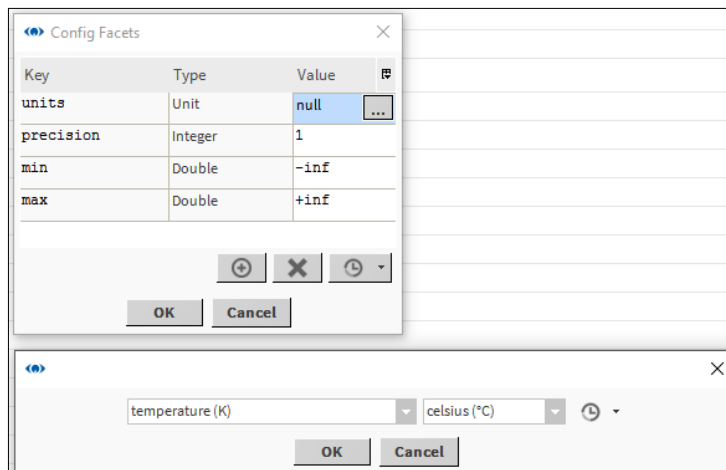 Config Facets
Key Type Value
units Unit null ...
precision Integer 1
min Double -inf
max Double +inf
OK Cancel
temperature (K) celsius (°C)
OK Cancel